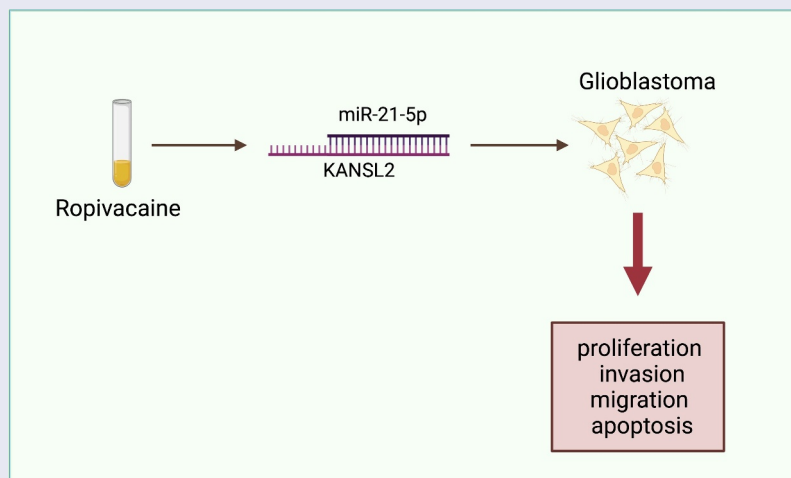 Glioblastoma
miR-21-5p
KANSL2
Ropivacaine
proliferation
invasion
migration
apoptosis